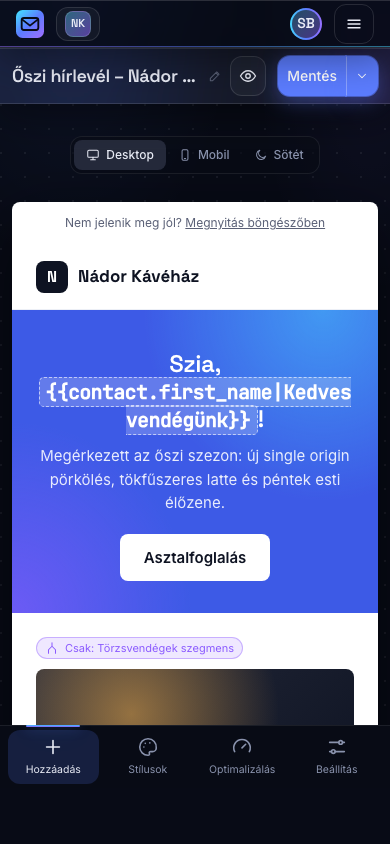 NK
SB
Őszi hírlevél – Nádor ...
Mentés
Desktop
Mobil
Sötét
Nem jelenik meg jól? Megnyitás böngészőben
N
Nádor Kávéház
Szia,
{{contact.first_name|Kedves
vendégünk}} !
Megérkezett az őszi szezon: új single origin
pörkölés, tökfűszeres latte és péntek esti
élőzene.
Asztalfoglalás
Csak: Törzsvendégek szegmens
Hozzáadás
Stílusok
Optimalizálás
Beállítás